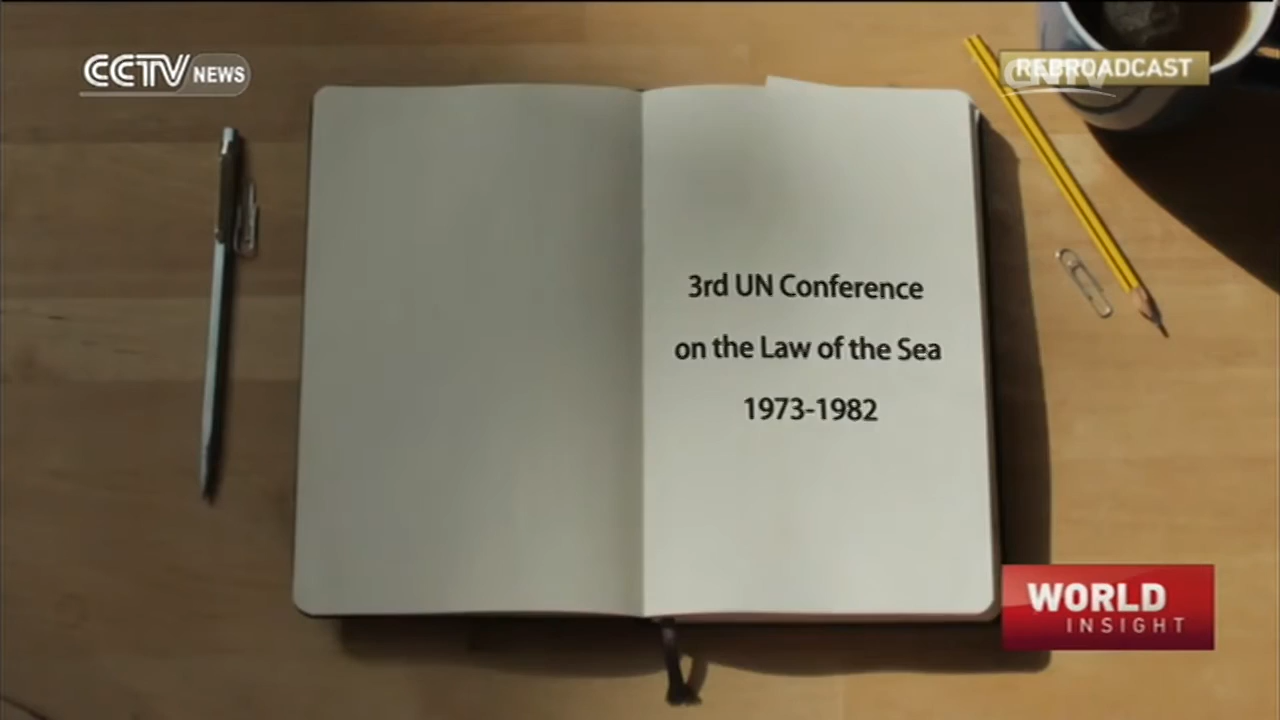 CCTV NEWS
REBROADCAST
3rd UN Conference
on the Law of the Sea
1973-1982
WORLD
INSIGHT